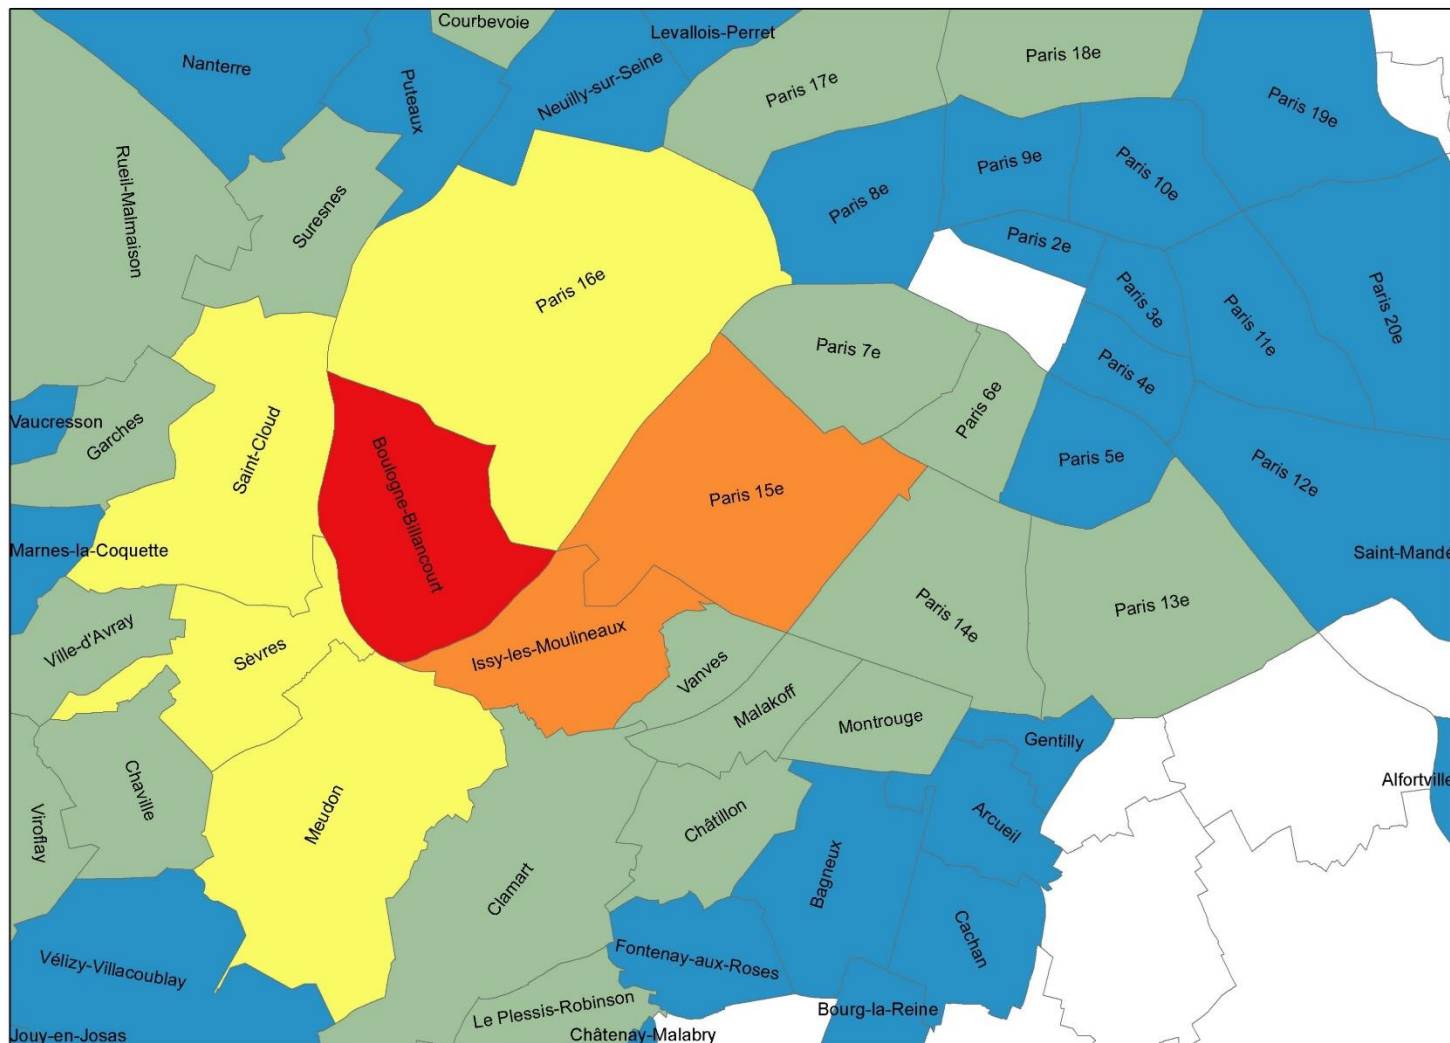 Courbevoie
Levallois-Perret
Nanterre
Puteaux
Neuilly-sur-Seine
Paris 17e
Paris 18e
Paris 19e
Rueil-Malmaison
Suresnes
Paris 8e
Paris 9e
Paris 10e
Paris 2e
Paris 16e
Paris 3e
Paris 11e
Paris 20e
Paris 7e
Paris 4e
Paris 6e
Vaucresson
Garches
Saint-Cloud
Boulogne-Billancourt
Paris 15e
Paris 5e
Paris 12e
Marnes-la-Coquette
Saint-Mandé
Ville-d'Avray
Sèvres
Issy-les-Moulineaux
Paris 14e
Paris 13e
Vanves
Malakoff
Montrouge
Gentilly
Chaville
Viroflay
Meudon
Châtillon
Arcueil
Alfortville
Clamart
Bagneux
Cachan
Vélizy-Villacoublay
Fontenay-aux-Roses
Le Plessis-Robinson
Bourg-la-Reine
Jouy-en-Josas
Châtenay-Malabry